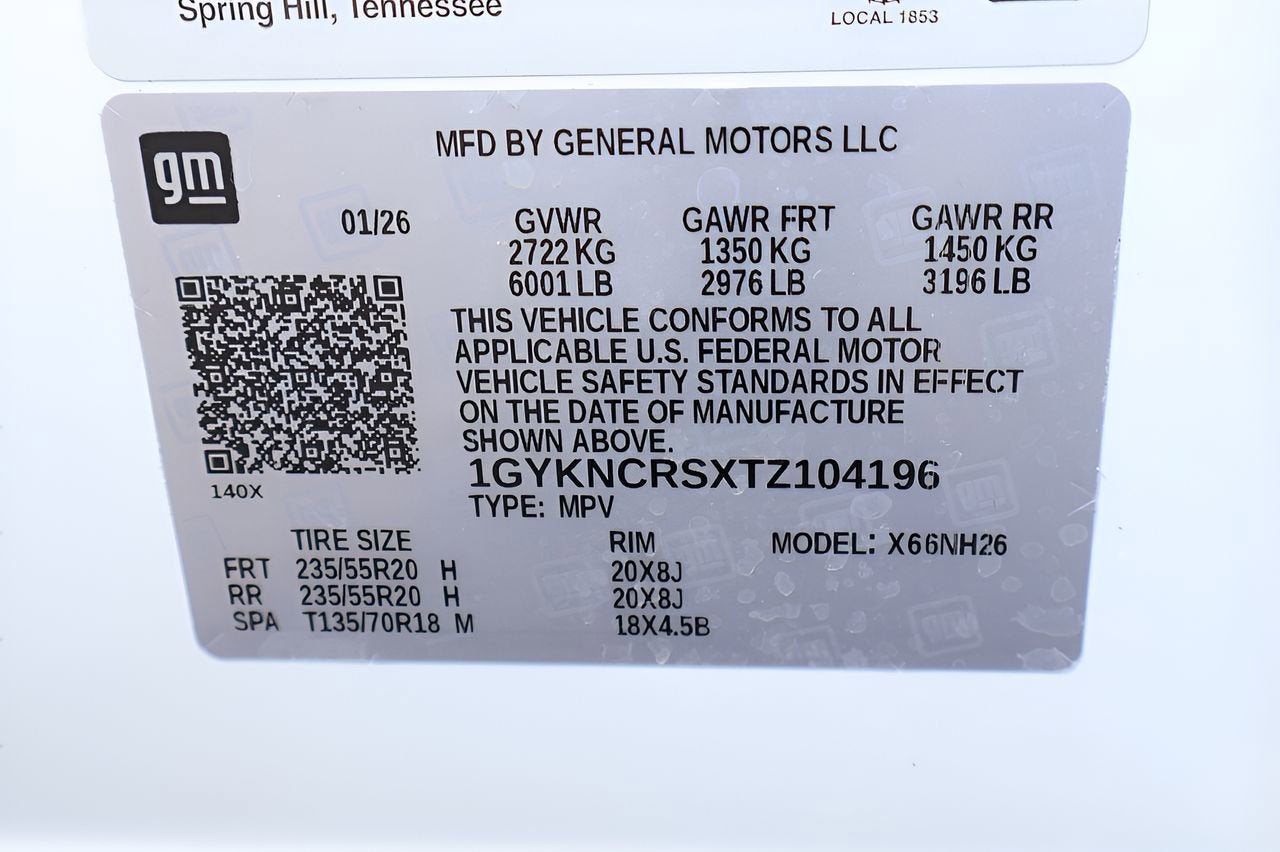 Spring Hill, Tennessee
LOCAL 1853
gm
MFD BY GENERAL MOTORS LLC
01/26 GVWR GAWR FRT GAWR RR
2722 KG 1350 KG 1450 KG
6001 LB 2976 LB 3196 LB
THIS VEHICLE CONFORMS TO ALL
APPLICABLE U.S. FEDERAL MOTOR
VEHICLE SAFETY STANDARDS IN EFFECT
ON THE DATE OF MANUFACTURE
SHOWN ABOVE.
1GYKNCRSXTZ104196
140X
TYPE: MPV
TIRE SIZE RIM MODEL: X66NH26
FRT 235/55R20 H 20X8J
RR 235/55R20 H 20X8J
SPA T135/70R18 M 18X4.5B